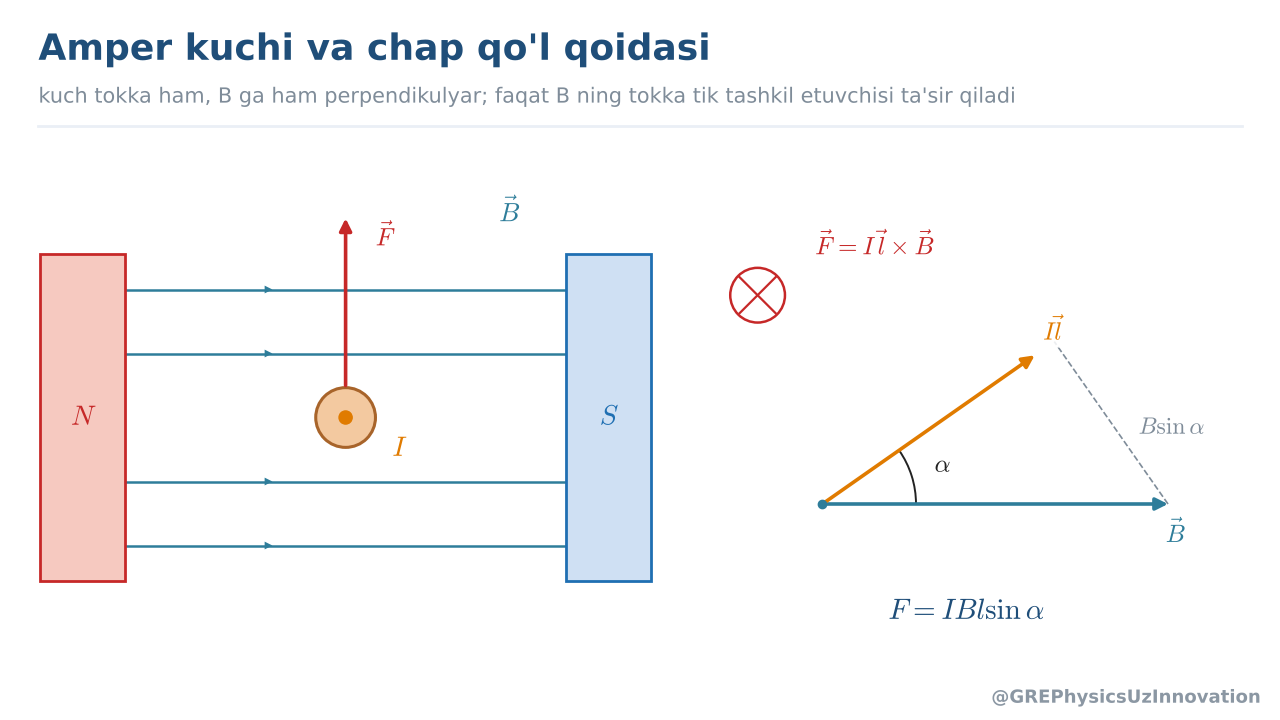 Amper kuchi va chap qo'l qoidasi
kuch tokka ham, B ga ham perpendikulyar; faqat B ning tokka tik tashkil etuvchisi ta'sir qiladi
N
F⃗
B⃗
I
S
F⃗ = I l⃗ × B⃗
I l⃗
B sin α
α
B⃗
F = IBl sin α
@GREPhysicsUzInnovation